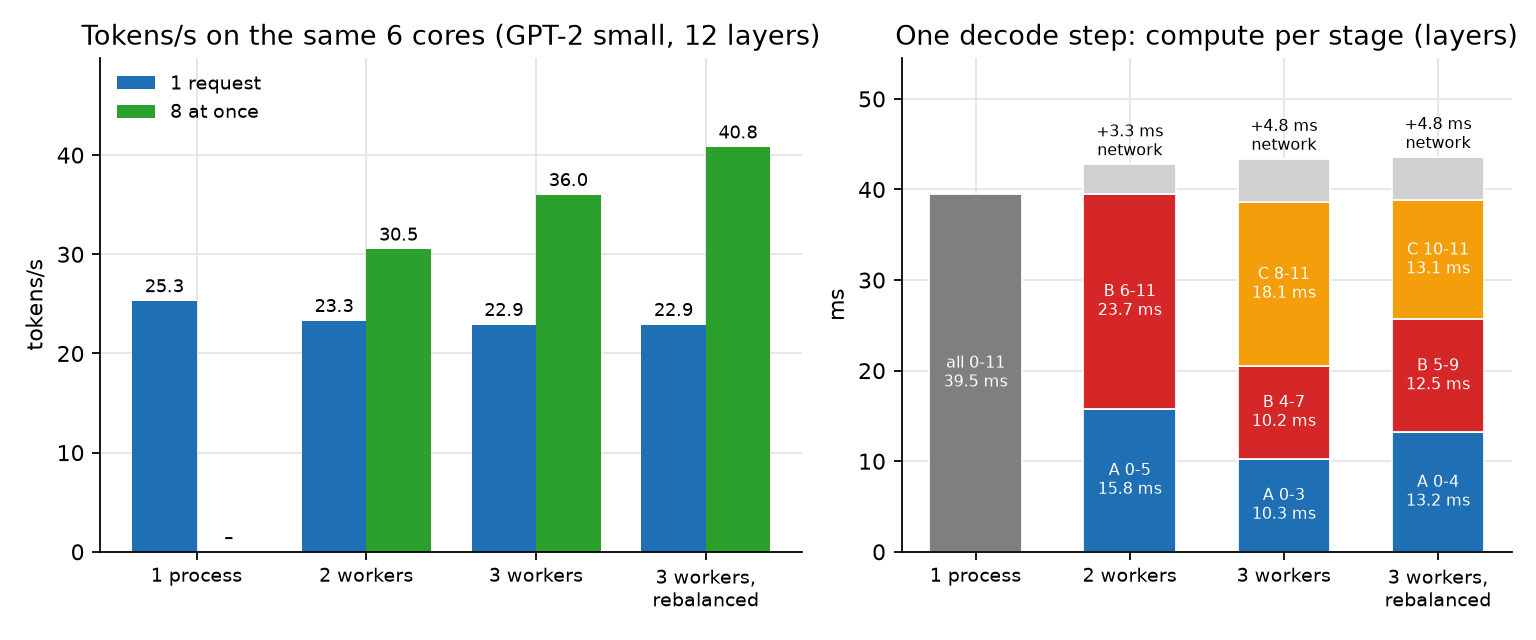 Tokens/s on the same 6 cores (GPT-2 small, 12 layers)
1 request
8 at once
tokens/s
40
30
20
10
0
25.3
-
23.3
30.5
22.9
36.0
22.9
40.8
1 process
2 workers
3 workers
3 workers,
rebalanced
One decode step: compute per stage (layers)
ms
50
40
30
20
10
0
all 0-11
39.5 ms
+3.3 ms
network
B 6-11
23.7 ms
A 0-5
15.8 ms
+4.8 ms
network
C 8-11
18.1 ms
B 4-7
10.2 ms
A 0-3
10.3 ms
+4.8 ms
network
C 10-11
13.1 ms
B 5-9
12.5 ms
A 0-4
13.2 ms
1 process
2 workers
3 workers
3 workers,
rebalanced